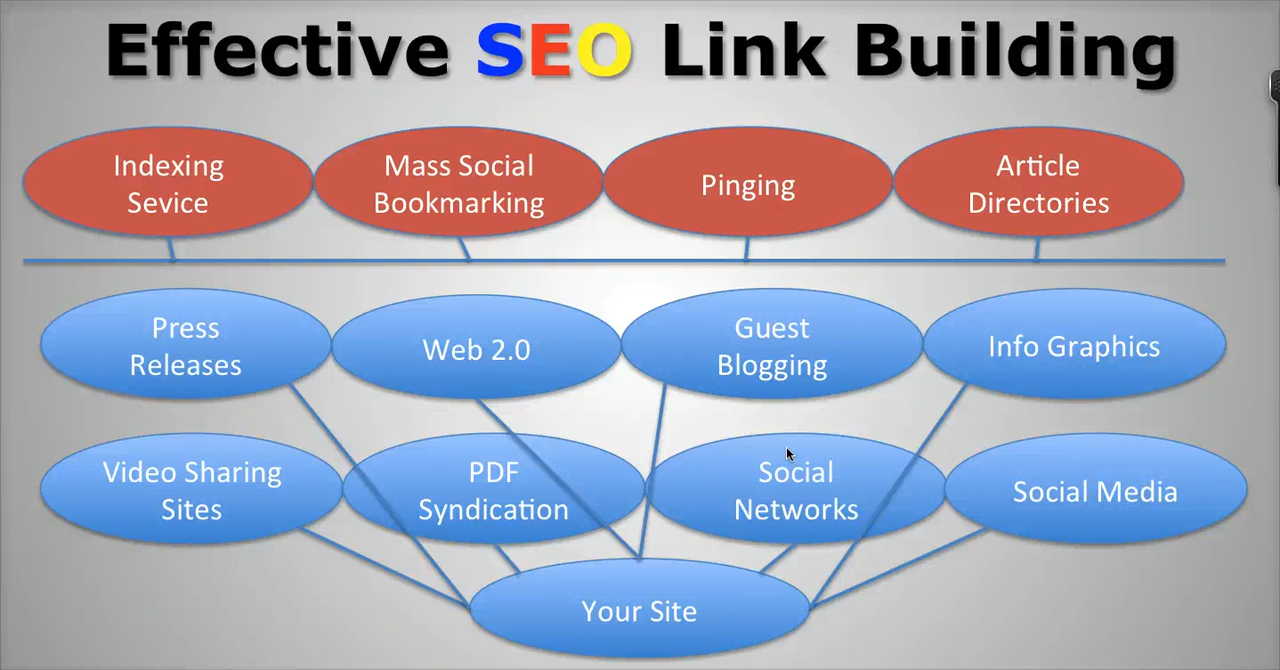 Effective SEO Link Building
Indexing
Sevice
Mass Social
Bookmarking
Pinging
Article
Directories
Press
Releases
Web 2.0
Guest
Blogging
Info Graphics
Video Sharing
Sites
PDF
Syndication
Social
Networks
Social Media
Your Site